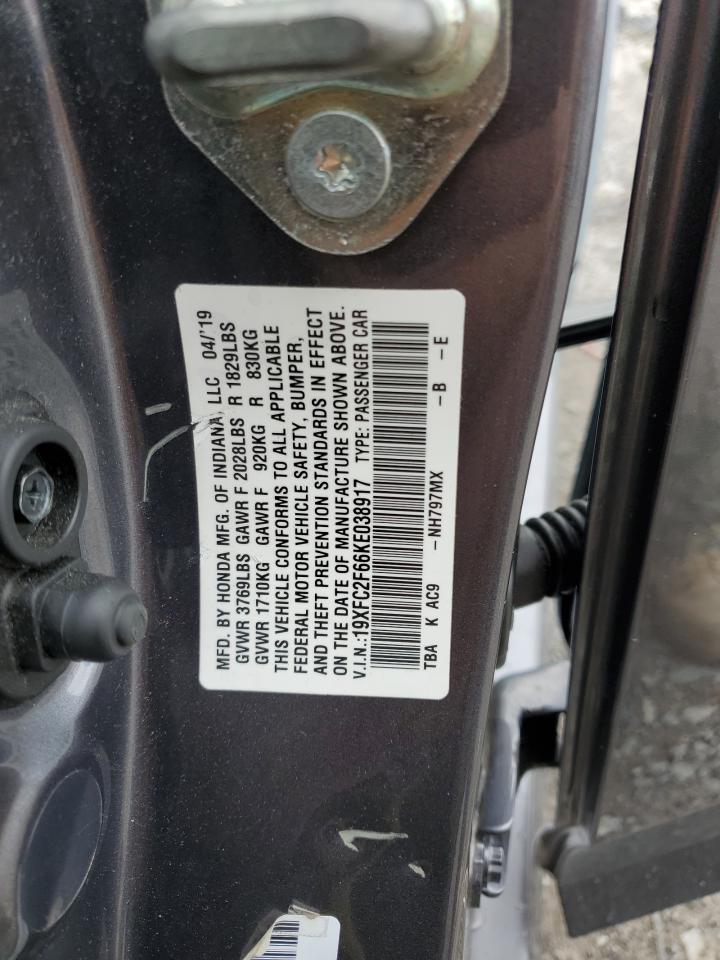 MFD. BY HONDA MFG. OF INDIANA, LLC 04/'19
GVWR 3769LBS GAWR F 2028LBS R 1829LBS
GVWR 1710KG GAWR F 920KG R 830KG
THIS VEHICLE CONFORMS TO ALL APPLICABLE
FEDERAL MOTOR VEHICLE SAFETY, BUMPER,
AND THEFT PREVENTION STANDARDS IN EFFECT
ON THE DATE OF MANUFACTURE SHOWN ABOVE.
V.I.N.:19XFC2F66KE038917 TYPE: PASSENGER CAR
TBA K AC9 -NH797MX -B -E